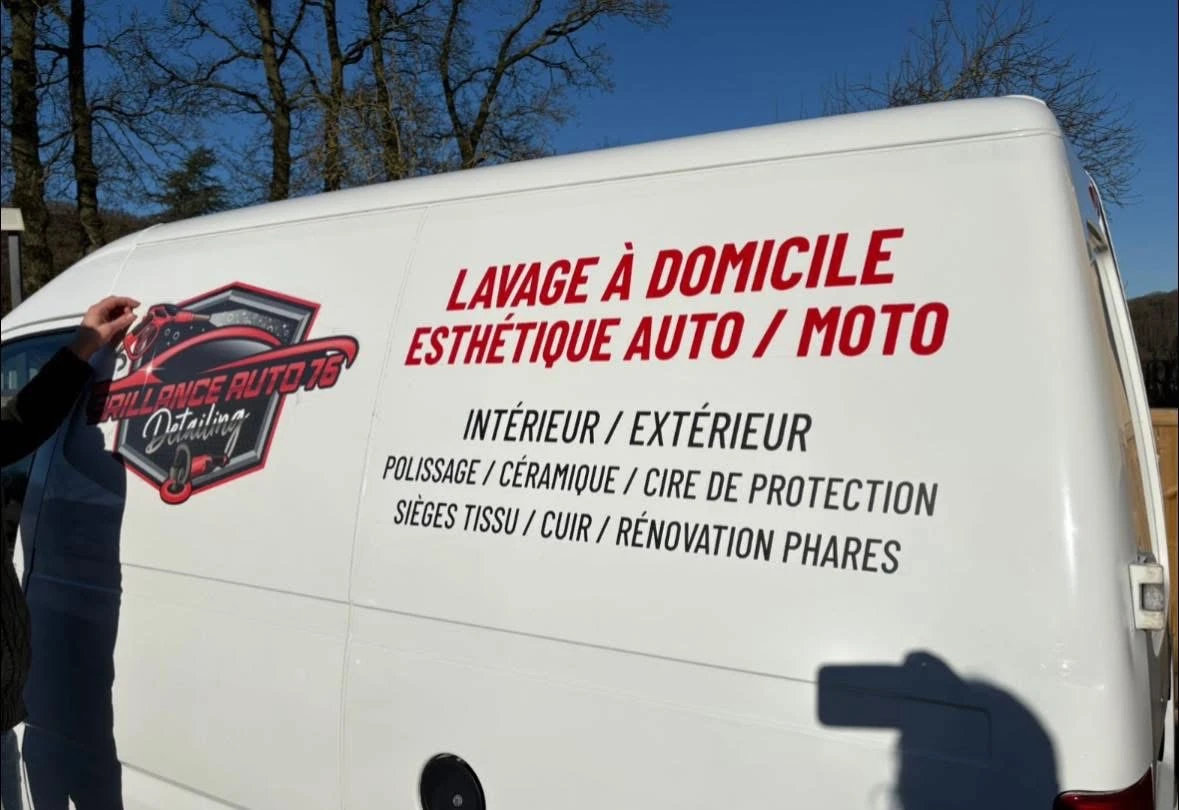 BRILLANCE AUTO 76
Detailing
LAVAGE À DOMICILE
ESTHÉTIQUE AUTO / MOTO
INTÉRIEUR / EXTÉRIEUR
POLISSAGE / CÉRAMIQUE / CIRE DE PROTECTION
SIÈGES TISSU / CUIR / RÉNOVATION PHARES